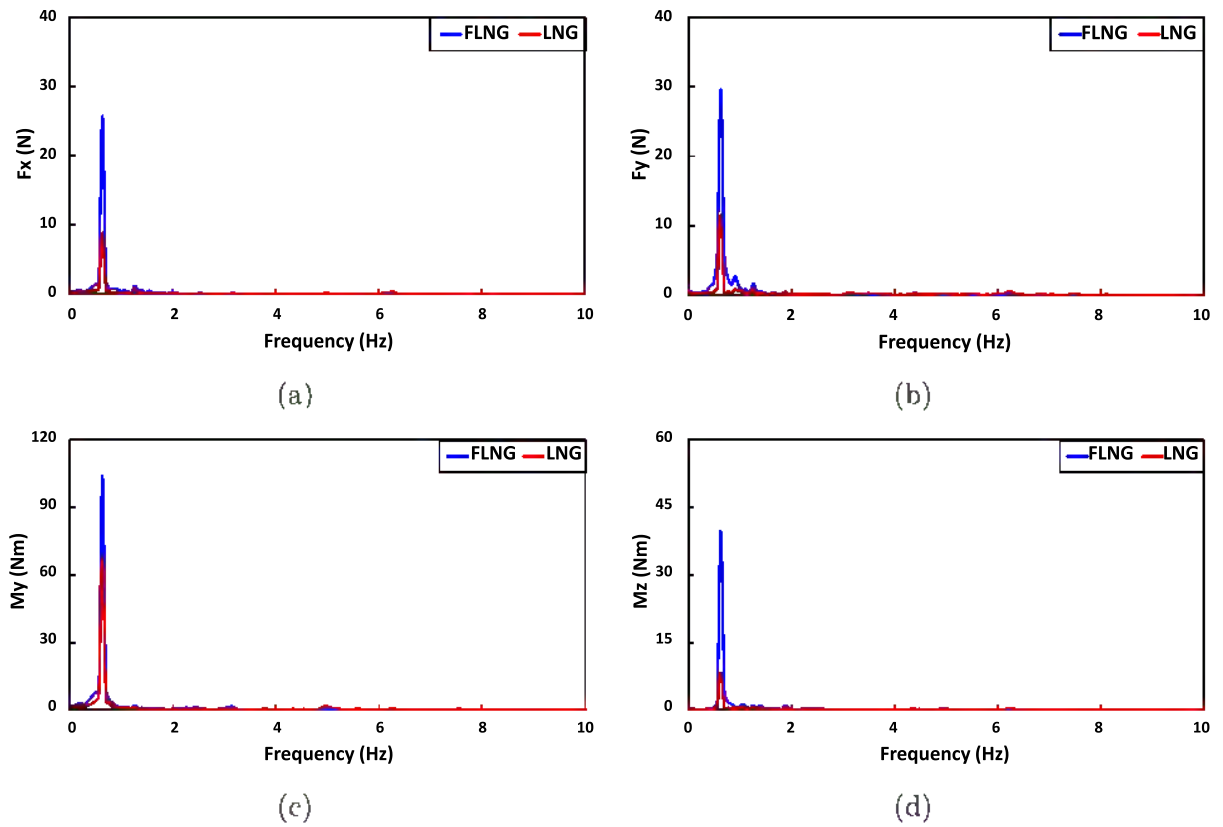 40
30
20
10
0
Fx (N)
FLNG LNG
0 2 4 6 8 10
Frequency (Hz)
(a)
40
30
20
10
0
Fy (N)
FLNG LNG
0 2 4 6 8 10
Frequency (Hz)
(b)
120
90
60
30
0
My (Nm)
FLNG LNG
0 2 4 6 8 10
Frequency (Hz)
(c)
60
45
30
15
0
Mz (Nm)
FLNG LNG
0 2 4 6 8 10
Frequency (Hz)
(d)